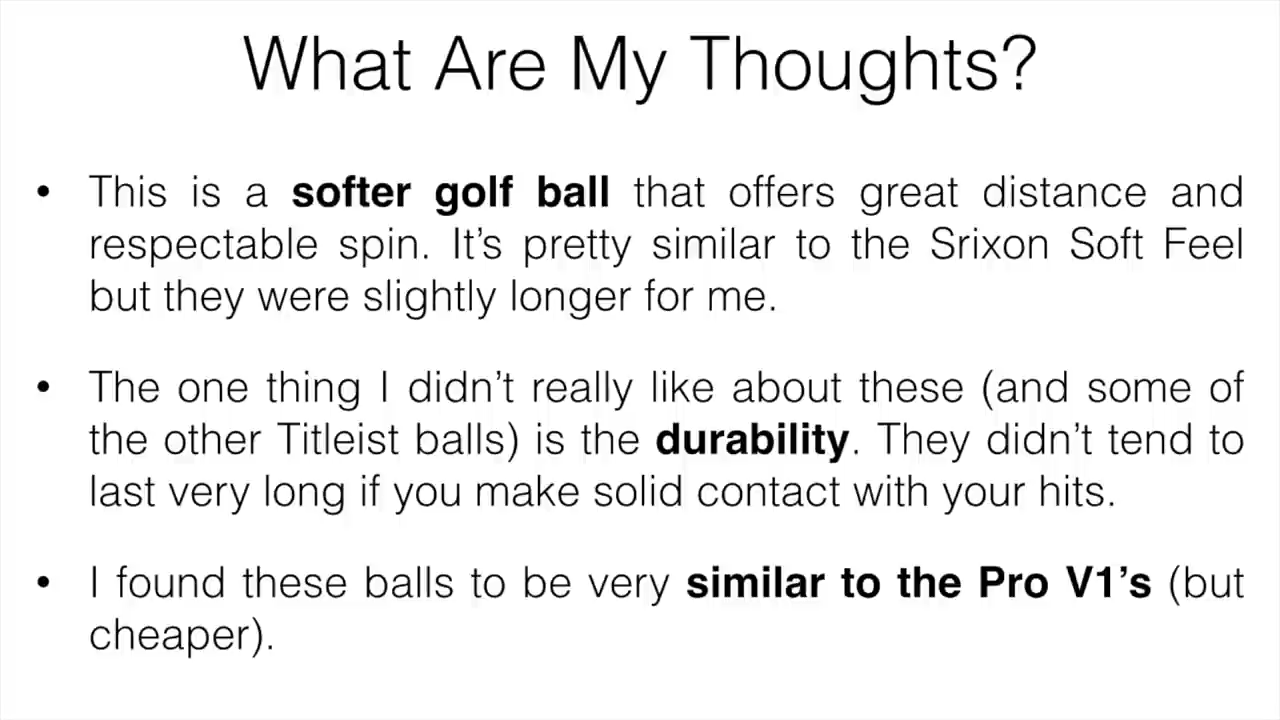 What Are My Thoughts?
• This is a softer golf ball that offers great distance and
respectable spin. It's pretty similar to the Srixon Soft Feel
but they were slightly longer for me.
• The one thing I didn't really like about these (and some of
the other Titleist balls) is the durability. They didn't tend to
last very long if you make solid contact with your hits.
• I found these balls to be very similar to the Pro V1's (but
cheaper).